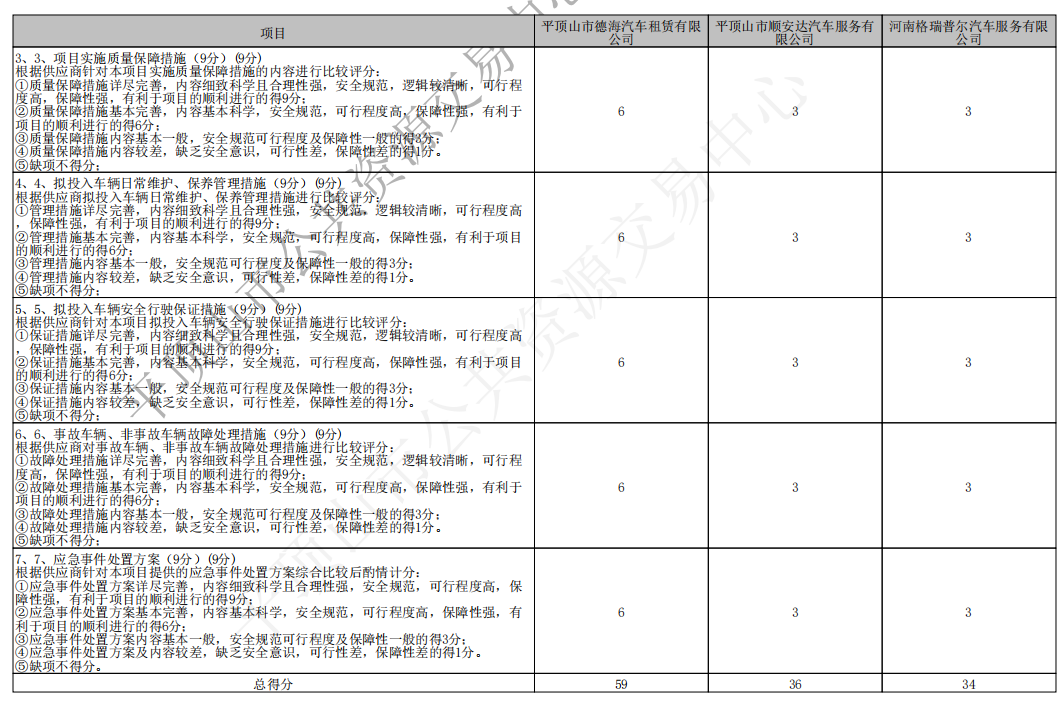 项目
平顶山市德海汽车租赁有限
公司
平顶山市顺安达汽车服务有
限公司
河南格瑞普尔汽车服务有限
公司
3、3、项目实施质量保障措施（9分）(9分)
根据供应商针对本项目实施质量保障措施的内容进行比较评分:
①质量保障措施详尽完善，内容细致科学且合理性强，安全规范，逻辑较清晰，可行程
度高，保障性强，有利于项目的顺利进行的得9分；
②质量保障措施基本完善，内容基本科学，安全规范，可行程度高，保障性强，有利于
项目的顺利进行的得6分；
③质量保障措施内容基本一般，安全规范可行程度及保障性一般的得3分；
④质量保障措施内容较差，缺乏安全意识，可行性差，保障性差的得1分。
⑤缺项不得分；
6
3
3
4、4、拟投入车辆日常维护、保养管理措施（9分）(9分)
根据供应商拟投入车辆日常维护、保养管理措施进行比较评分:
①管理措施详尽完善，内容细致科学且合理性强，安全规范，逻辑较清晰，可行程度高
，保障性强，有利于项目的顺利进行的得9分；
②管理措施基本完善，内容基本科学，安全规范，可行程度高，保障性强，有利于项目
的顺利进行的得6分；
③管理措施内容基本一般，安全规范可行程度及保障性一般的得3分；
④管理措施内容较差，缺乏安全意识，可行性差，保障性差的得1分。
⑤缺项不得分；
6
3
3
5、5、拟投入车辆安全行驶保证措施（9分）(9分)
根据供应商针对本项目拟投入车辆安全行驶保证措施进行比较评分:
①保证措施详尽完善，内容细致科学且合理性强，安全规范，逻辑较清晰，可行程度高
，保障性强，有利于项目的顺利进行的得9分；
②保证措施基本完善，内容基本科学，安全规范，可行程度高，保障性强，有利于项目
的顺利进行的得6分；
③保证措施内容基本一般，安全规范可行程度及保障性一般的得3分；
④保证措施内容较差，缺乏安全意识，可行性差，保障性差的得1分。
⑤缺项不得分；
6
3
3
6、6、事故车辆、非事故车辆故障处理措施（9分）(9分)
根据供应商对事故车辆、非事故车辆故障处理措施进行比较评分:
①故障处理措施详尽完善，内容细致科学且合理性强，安全规范，逻辑较清晰，可行程
度高，保障性强，有利于项目的顺利进行的得9分；
②故障处理措施基本完善，内容基本科学，安全规范，可行程度高，保障性强，有利于
项目的顺利进行的得6分；
③故障处理措施内容基本一般，安全规范可行程度及保障性一般的得3分；
④故障处理措施内容较差，缺乏安全意识，可行性差，保障性差的得1分。
⑤缺项不得分；
6
3
3
7、7、应急事件处置方案（9分）(9分)
根据供应商针对本项目提供的应急事件处置方案综合比较后酌情计分:
①应急事件处置方案详尽完善，内容细致科学且合理性强，安全规范，可行程度高，保
障性强，有利于项目的顺利进行的得9分；
②应急事件处置方案基本完善，内容基本科学，安全规范，可行程度高，保障性强，有
利于项目的顺利进行的得6分；
③应急事件处置方案内容基本一般，安全规范可行程度及保障性一般的得3分；
④应急事件处置方案及内容较差，缺乏安全意识，可行性差，保障性差的得1分。
⑤缺项不得分。
6
3
3
总得分
59
36
34
平顶山市公共资源交易中心
平顶山市公共资源交易中心